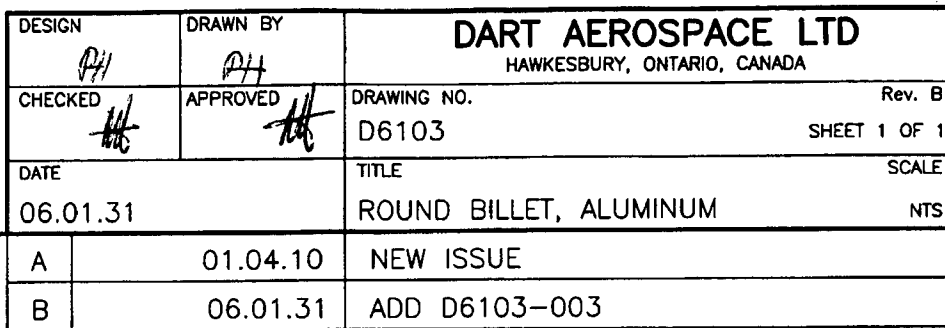 DESIGN
PH
DRAWN BY
PH
DART AEROSPACE LTD
HAWKESBURY, ONTARIO, CANADA
CHECKED
APPROVED
DRAWING NO.
Rev. B
D6103
SHEET 1 OF 1
DATE
06.01.31
TITLE
SCALE
ROUND BILLET, ALUMINUM
NTS
A 01.04.10 NEW ISSUE
B 06.01.31 ADD D6103-003